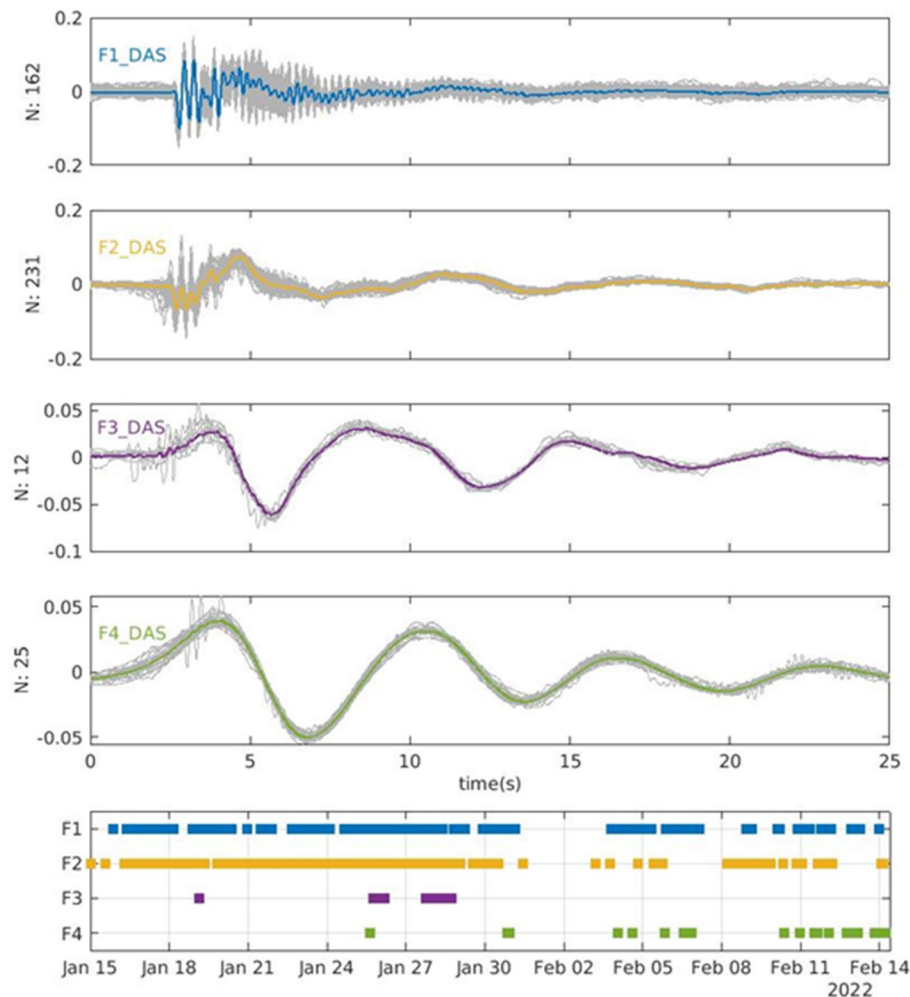 0.2
F1_DAS
N: 162
0
-0.2
0.2
F2_DAS
N: 231
0
-0.2
0.05
F3_DAS
N: 12
0
-0.05
-0.1
0.05
F4_DAS
N: 25
0
-0.05
0 5 10 15 20 25
time(s)
F1
F2
F3
F4
Jan 15 Jan 18 Jan 21 Jan 24 Jan 27 Jan 30 Feb 02 Feb 05 Feb 08 Feb 11 Feb 14
2022